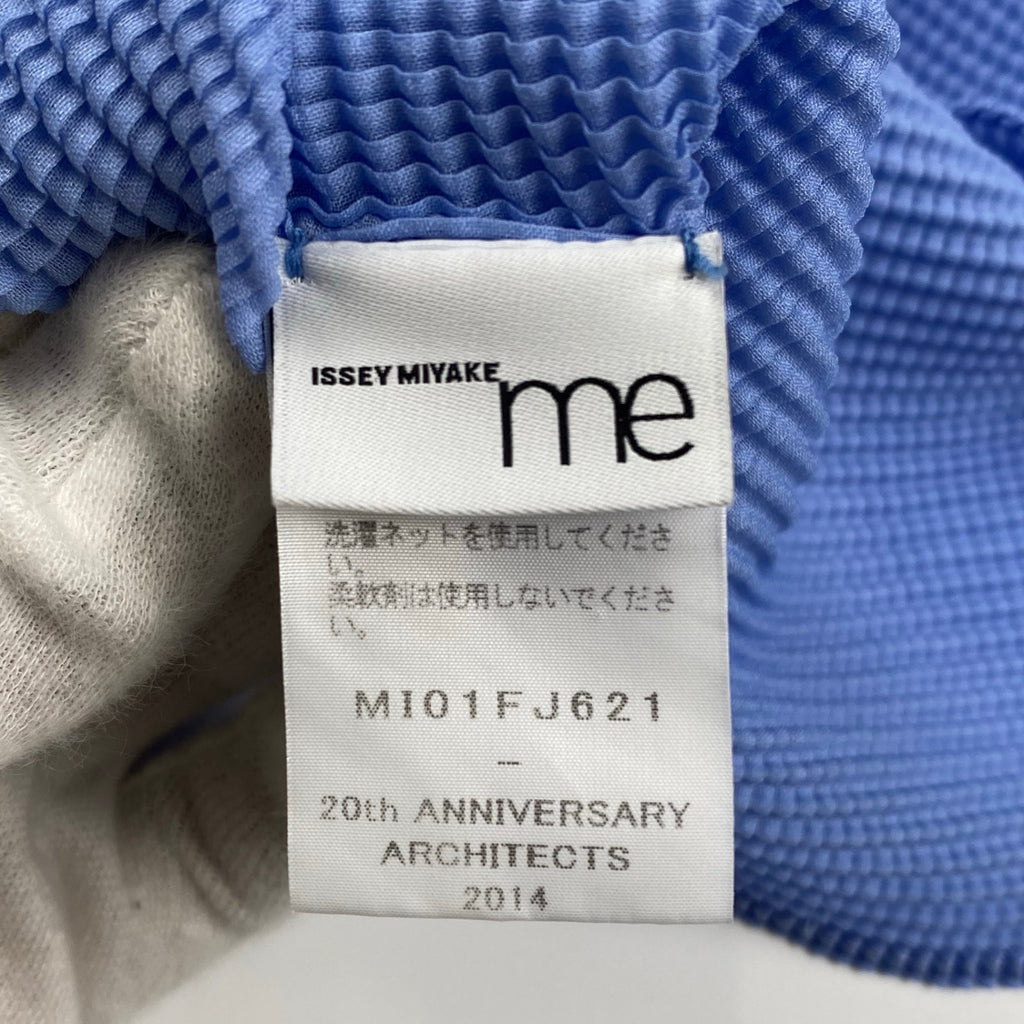 ISSEY MIYAKE me
洗濯ネットを使用してくださ
い。
柔軟剤は使用しないでくださ
い。
MI01FJ621
—
20th ANNIVERSARY
ARCHITECTS
2014